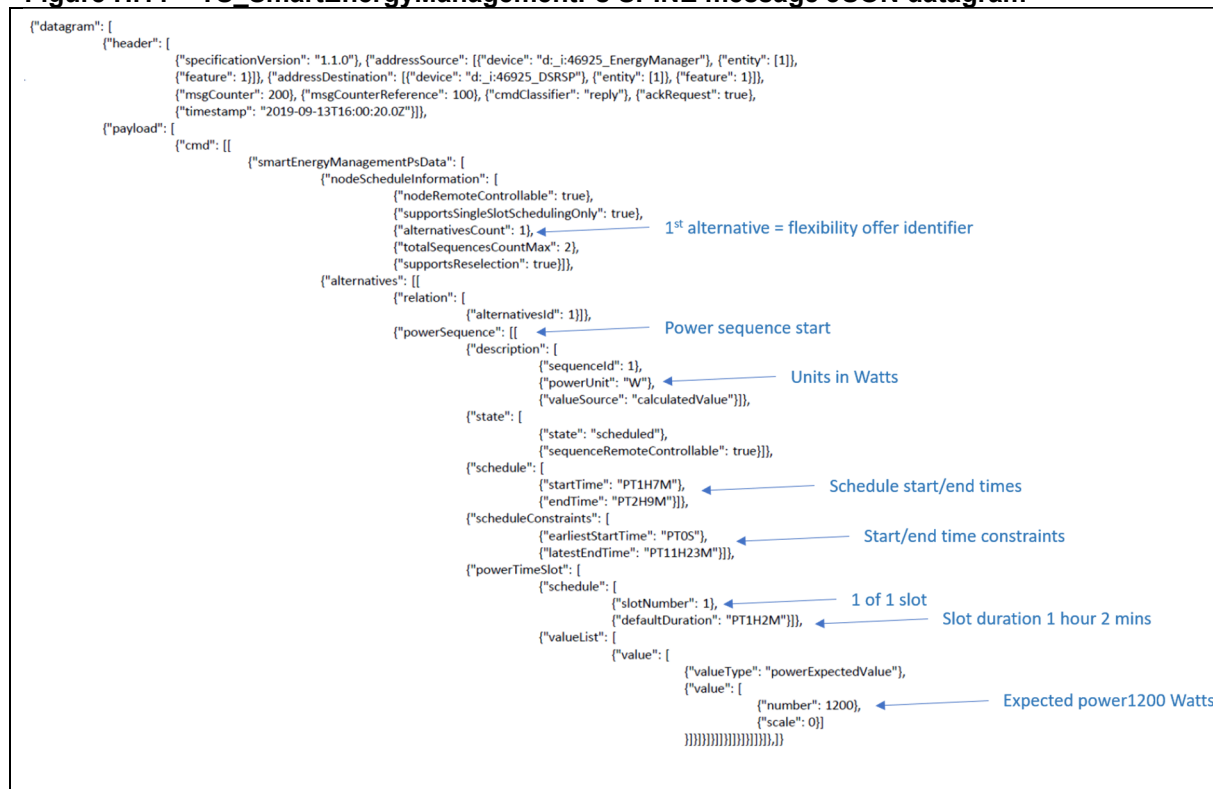 {"datagram": [
{"header": [
{"specificationVersion": "1.1.0"}, {"addressSource": [{"device": "d:_i:46925_EnergyManager"}, {"entity": [1]},
{"feature": 1}]}, {"addressDestination": [{"device": "d:_i:46925_DSRSP"}, {"entity": [1]}, {"feature": 1}]},
{"msgCounter": 200}, {"msgCounterReference": 100}, {"cmdClassifier": "reply"}, {"ackRequest": true},
{"timestamp": "2019-09-13T16:00:20.0Z"}]},
{"payload": [
{"cmd": [[
{"smartEnergyManagementPsData": [
{"nodeScheduleInformation": [
{"nodeRemoteControllable": true},
{"supportsSingleSlotSchedulingOnly": true},
{"alternativesCount": 1}, 1st alternative = flexibility offer identifier
{"totalSequencesCountMax": 2},
{"supportsReselection": true}]},
{"alternatives": [[
{"relation": [
{"alternativesId": 1}]},
{"powerSequence": [[ Power sequence start
{"description": [
{"sequenceId": 1},
{"powerUnit": "W"}, Units in Watts
{"valueSource": "calculatedValue"}]},
{"state": [
{"state": "scheduled"},
{"sequenceRemoteControllable": true}]},
{"schedule": [
{"startTime": "PT1H7M"}, Schedule start/end times
{"endTime": "PT2H9M"}]},
{"scheduleConstraints": [
{"earliestStartTime": "PT0S"}, Start/end time constraints
{"latestEndTime": "PT11H23M"}]},
{"powerTimeSlot": [
{"schedule": [
{"slotNumber": 1}, 1 of 1 slot
{"defaultDuration": "PT1H2M"}]}, Slot duration 1 hour 2 mins
{"valueList": [
{"value": [
{"valueType": "powerExpectedValue"},
{"value": [
{"number": 1200}, Expected power1200 Watts
{"scale": 0}]